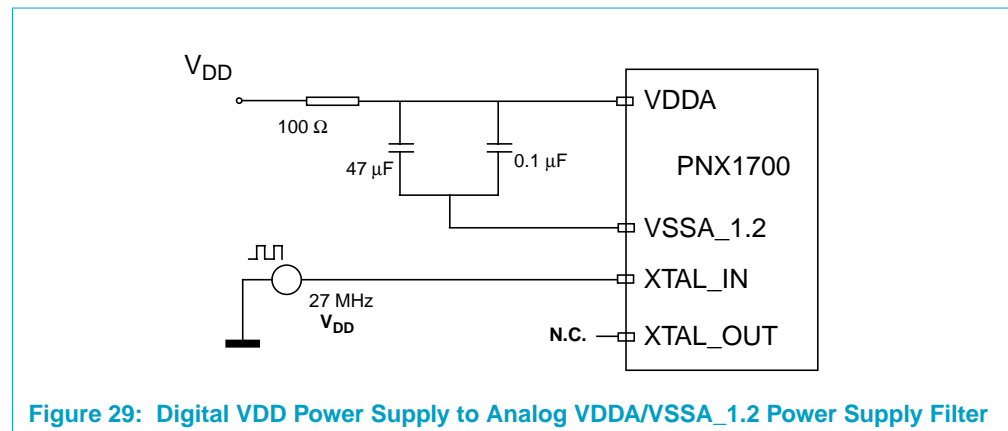 VDD
100 Ω
47 μF
0.1 μF
VDDA
PNX1700
VSSA_1.2
XTAL_IN
27 MHz
VDD
N.C.
XTAL_OUT
Figure 29: Digital VDD Power Supply to Analog VDDA/VSSA_1.2 Power Supply Filter